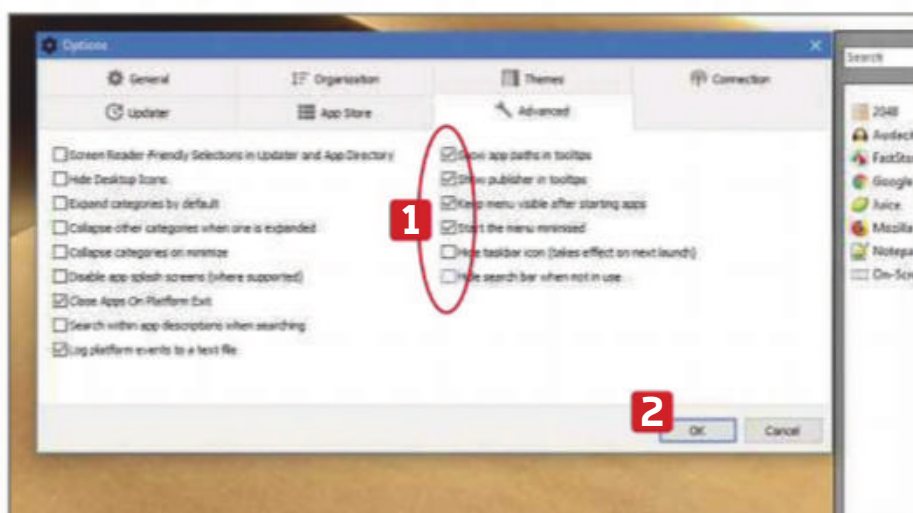 Options
General
Organisation
Themes
Connection
Updater
App Store
Advanced
Screen Reader-Friendly Selections in Updater and App Directory
Hide Desktop Icons
Expand categories by default
Collapse other categories when one is expanded
Collapse categories on minimize
Disable app splash screens (where supported)
Close Apps On Platform Exit
Search within app descriptions when searching
Log platform events to a text file
1
Show app paths in tooltips
Show publisher in tooltips
Keep menu visible after starting apps
Start the menu minimised
Hide taskbar icon (takes effect on next launch)
Hide search bar when not in use
2
OK
Cancel
Search
2048
Google
Juice